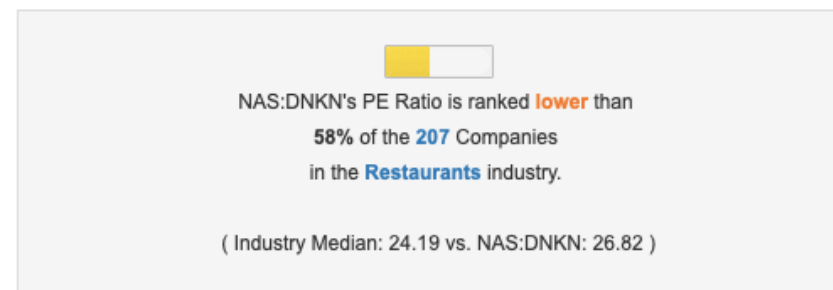 NAS:DNKN's PE Ratio is ranked lower than
58% of the 207 Companies
in the Restaurants industry.
( Industry Median: 24.19 vs. NAS:DNKN: 26.82 )